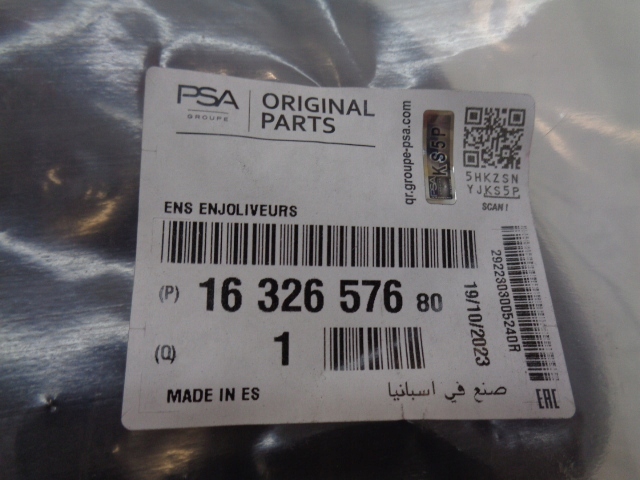 PSA
GROUPE
ORIGINAL
PARTS
qr.groupe-psa.com
KS5P
5HKZSN
YJKS5P
SCAN!
ENS ENJOLIVEURS
(P) 16 326 576 80
19/10/2023
2922303005240R
(Q) 1
MADE IN ES
صنع في اسبانيا
EAC